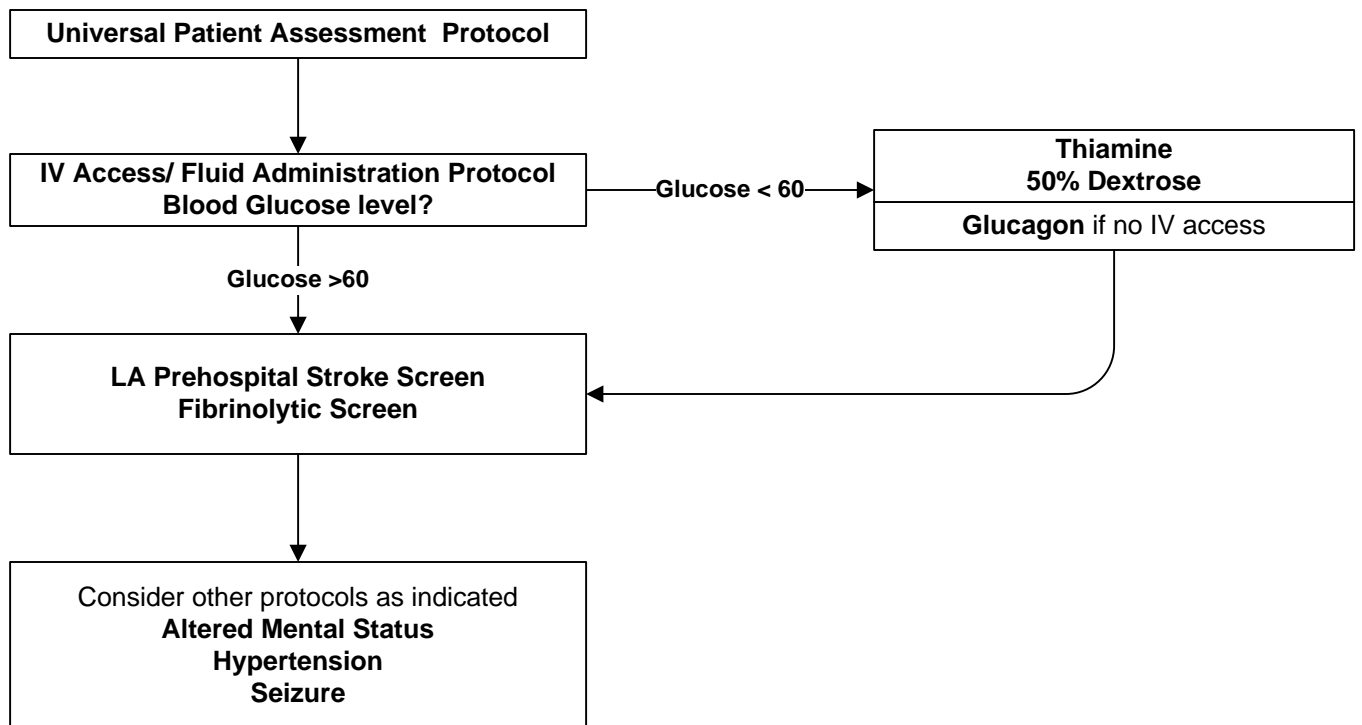 Universal Patient Assessment  Protocol
IV Access/ Fluid Administration Protocol
Blood Glucose level?
Glucose < 60
Thiamine
50% Dextrose
Glucagon if no IV access
Glucose >60
LA Prehospital Stroke Screen
Fibrinolytic Screen
Consider other protocols as indicated
Altered Mental Status
Hypertension
Seizure